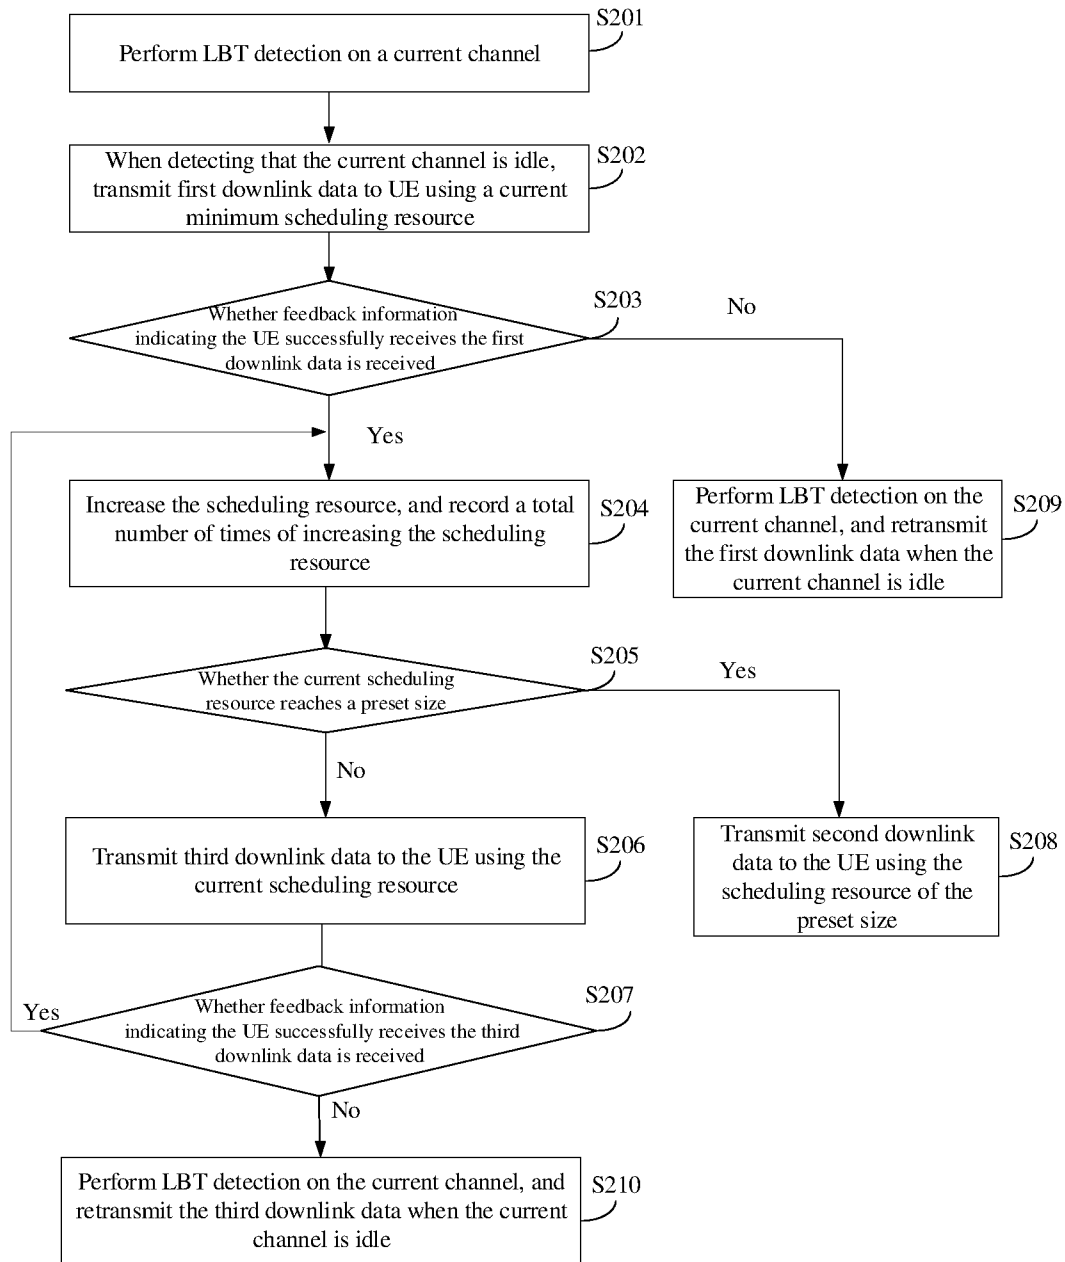 S201
Perform LBT detection on a current channel
S202
When detecting that the current channel is idle,
transmit first downlink data to UE using a current
minimum scheduling resource
S203
No
Whether feedback information
indicating the UE successfully receives the first
downlink data is received
Yes
S204
Increase the scheduling resource, and record a total
number of times of increasing the scheduling
resource
S209
Perform LBT detection on the
current channel, and retransmit
the first downlink data when the
current channel is idle
S205
Yes
Whether the current scheduling
resource reaches a preset size
No
S206
Transmit third downlink data to the UE using the
current scheduling resource
S208
Transmit second downlink
data to the UE using the
scheduling resource of the
preset size
S207
Yes
Whether feedback information
indicating the UE successfully receives the third
downlink data is received
No
S210
Perform LBT detection on the current channel, and
retransmit the third downlink data when the current
channel is idle